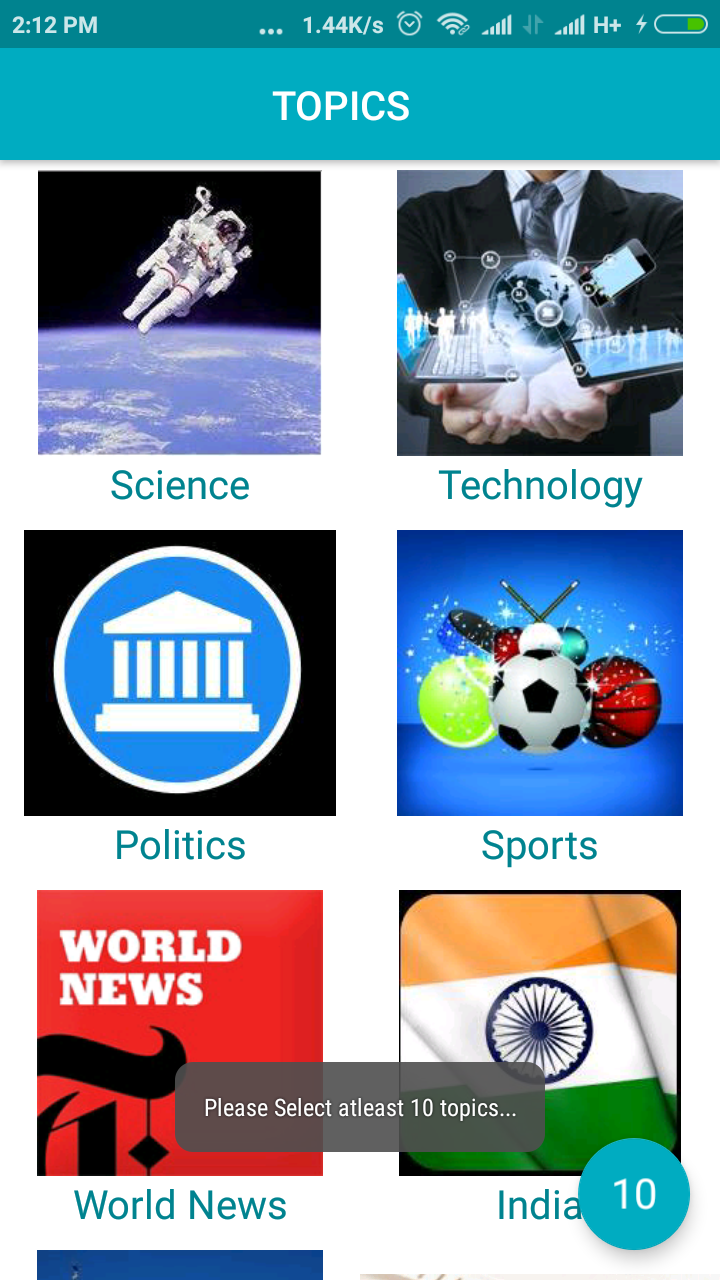 2:12 PM
... 1.44K/s H+
TOPICS
Science
Technology
Politics
Sports
WORLD
NEWS
Please Select atleast 10 topics...
World News
India
10